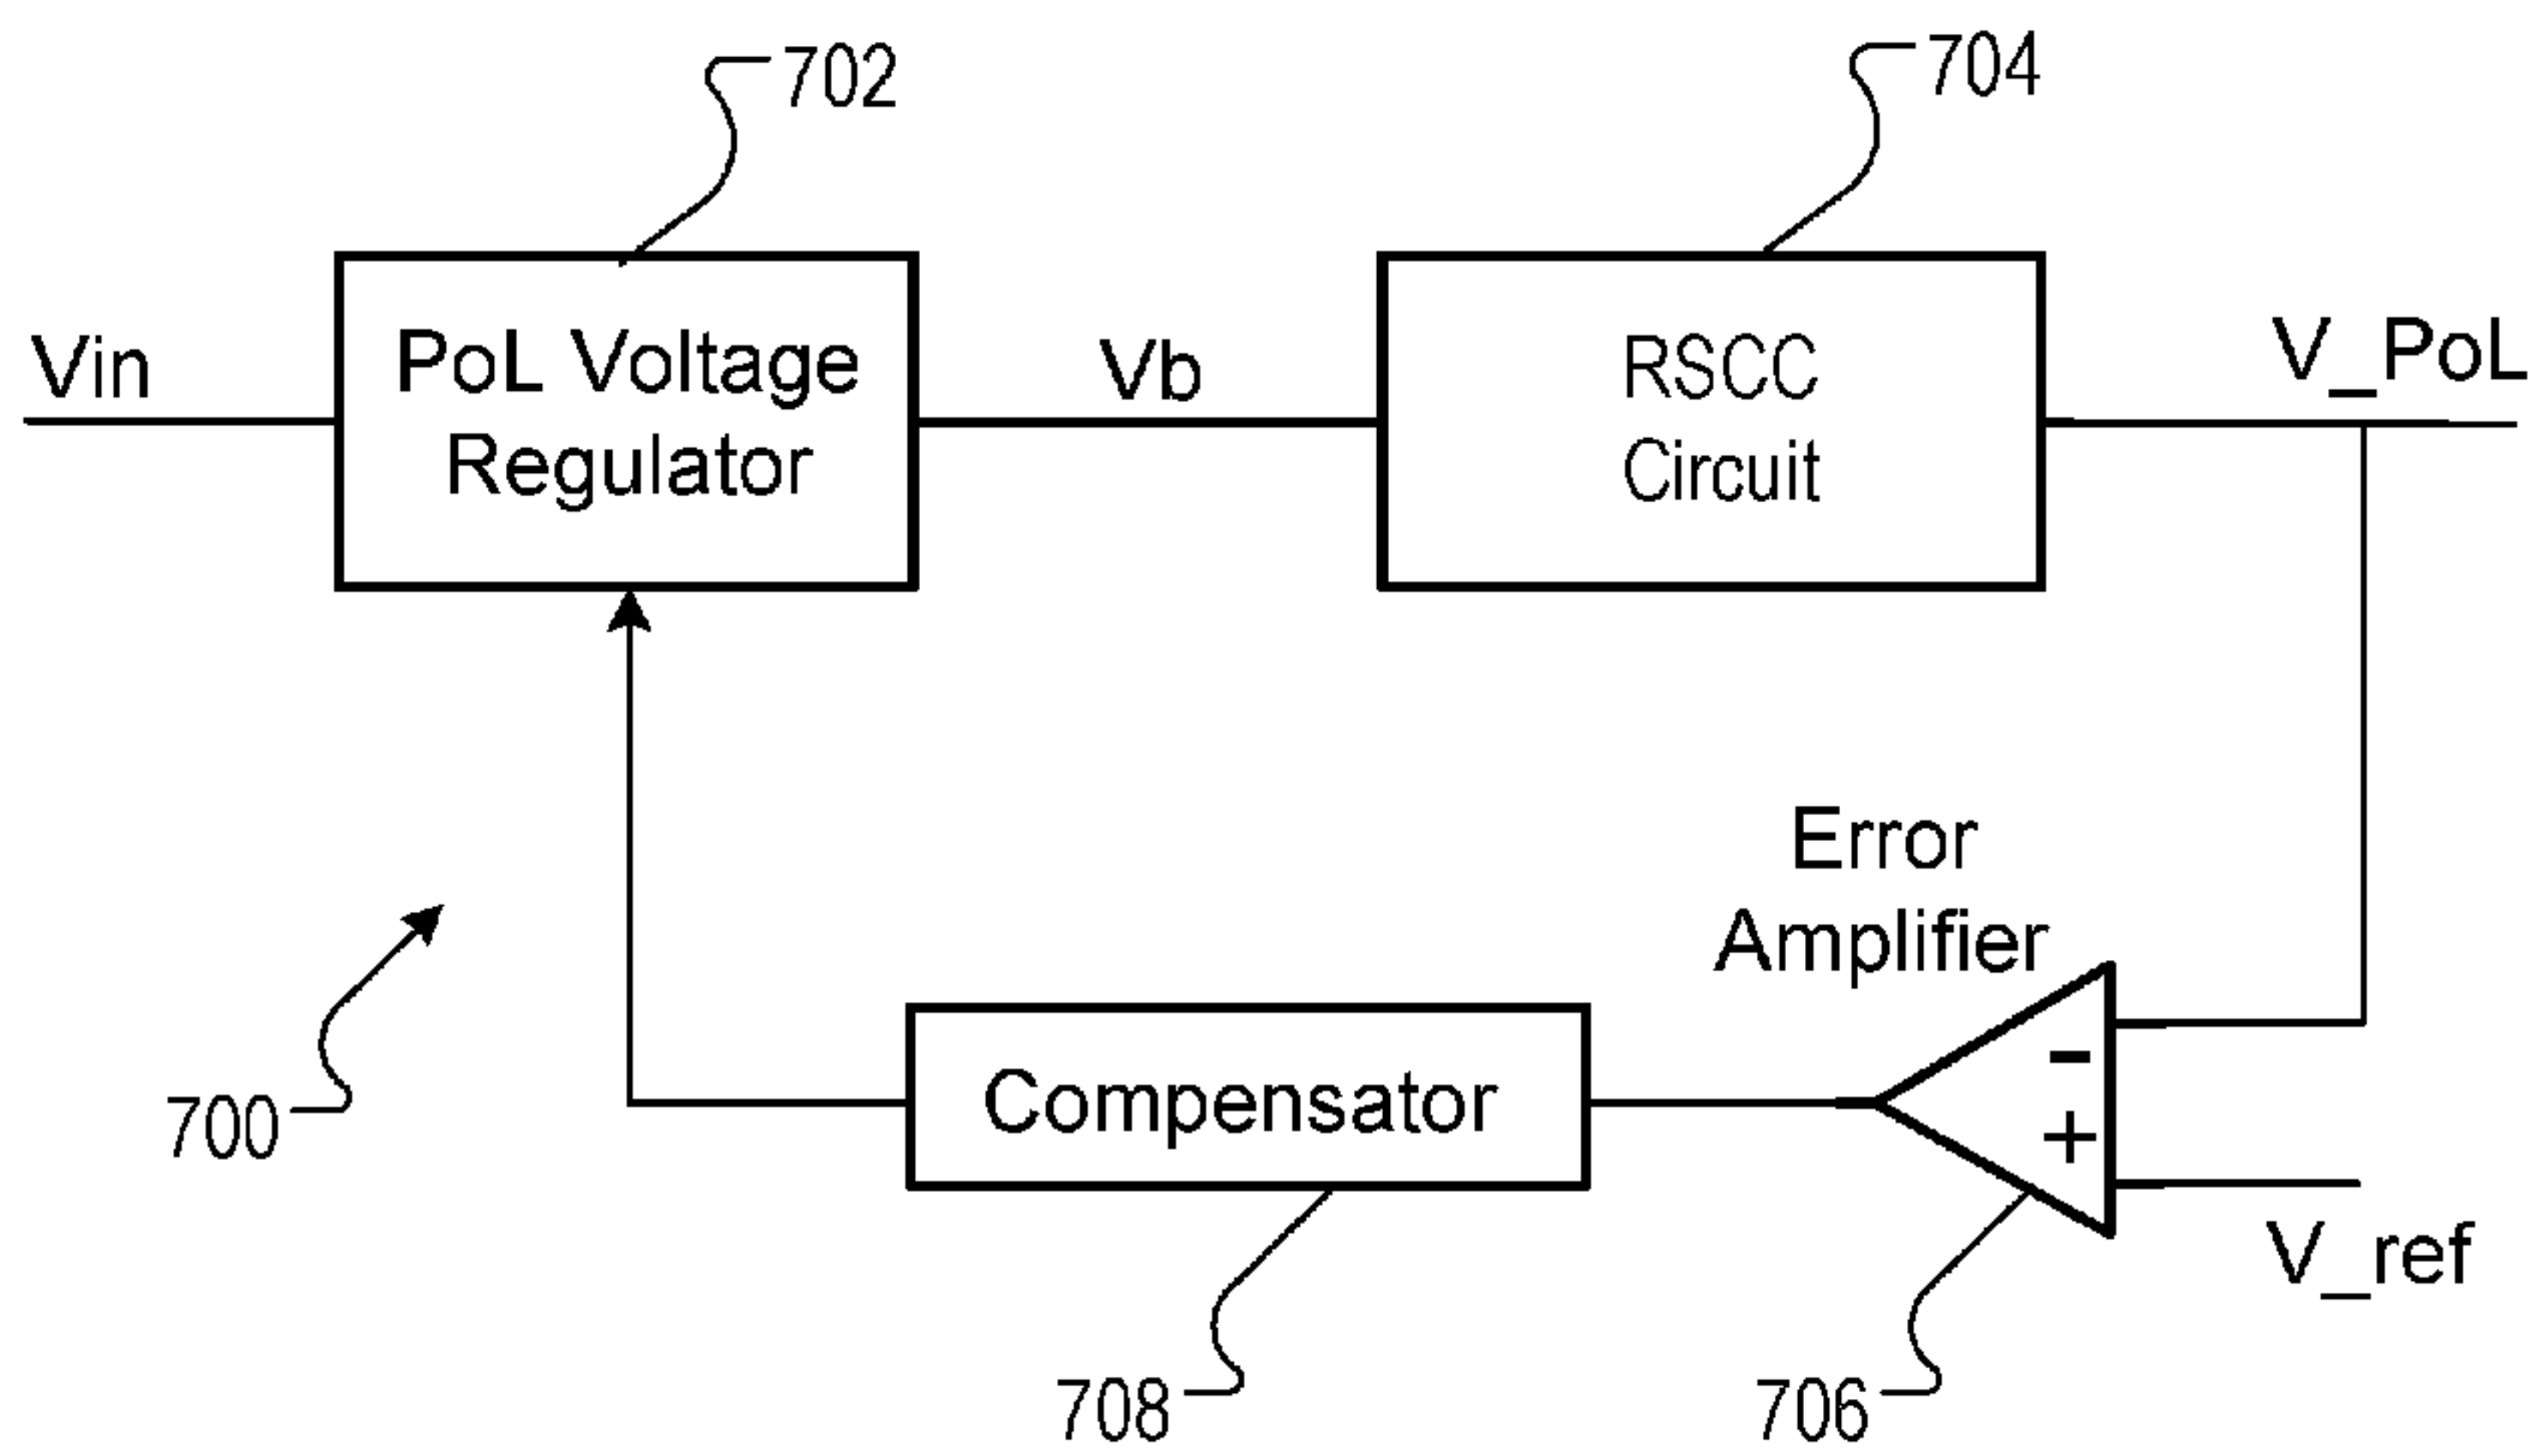 702
704
Vin
PoL Voltage
Regulator
Vb
RSCC
Circuit
V_PoL
Error
Amplifier
-
+
Compensator
700
V_ref
708
706